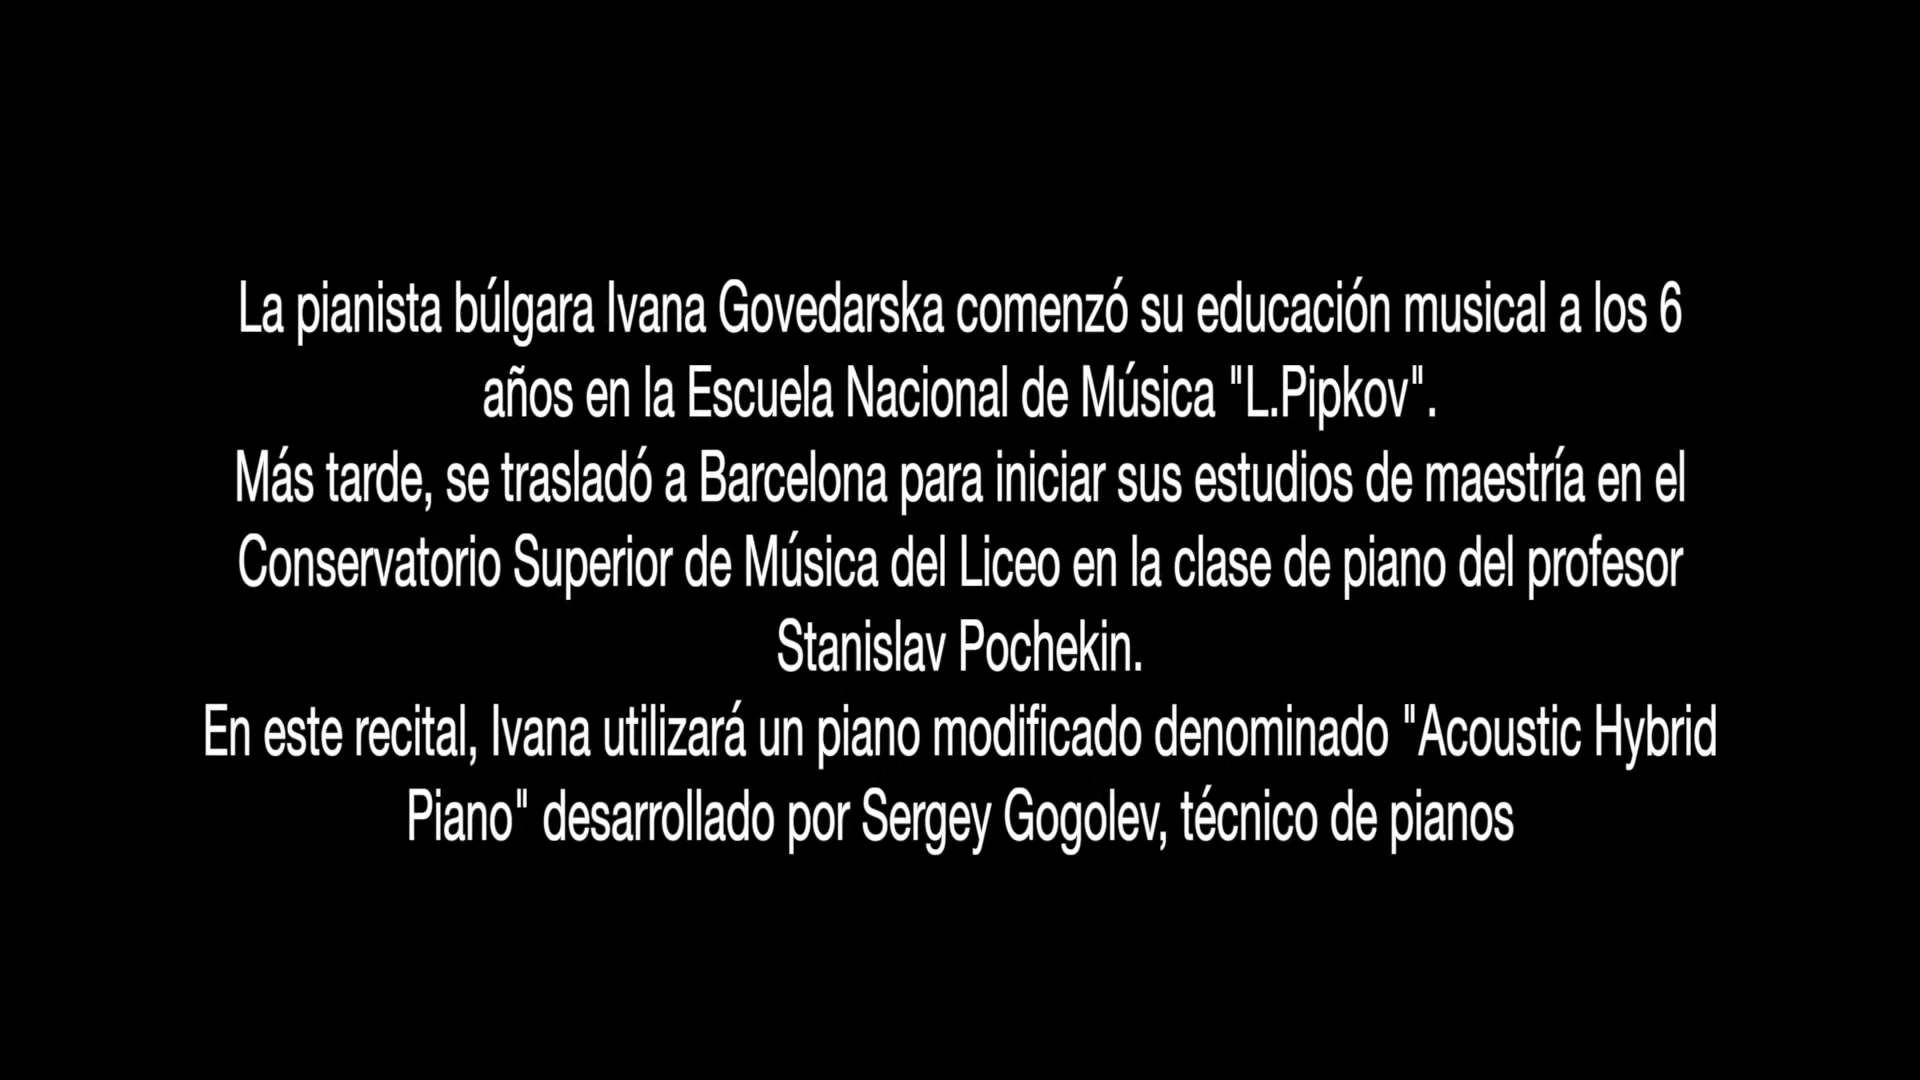 La pianista búlgara Ivana Govedarska comenzó su educación musical a los 6
años en la Escuela Nacional de Música "L.Pipkov".
Más tarde, se trasladó a Barcelona para iniciar sus estudios de maestría en el
Conservatorio Superior de Música del Liceo en la clase de piano del profesor
Stanislav Pochekin.
En este recital, Ivana utilizará un piano modificado denominado "Acoustic Hybrid
Piano" desarrollado por Sergey Gogolev, técnico de pianos